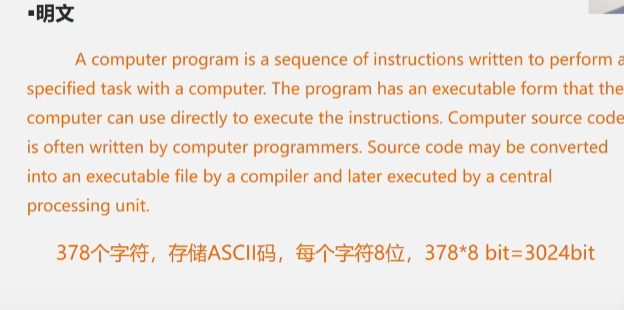 ▪明文
A computer program is a sequence of instructions written to perform a
specified task with a computer. The program has an executable form that the
computer can use directly to execute the instructions. Computer source code
is often written by computer programmers. Source code may be converted
into an executable file by a compiler and later executed by a central
processing unit.
378个字符，存储ASCII码，每个字符8位，378*8 bit=3024bit